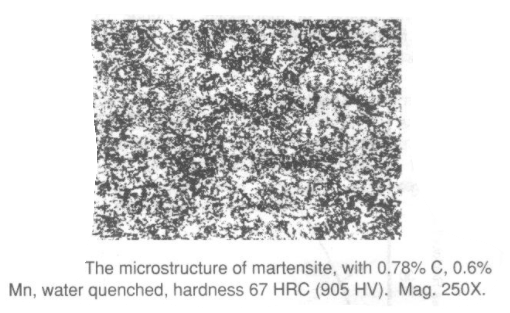 The microstructure of martensite, with 0.78% C, 0.6%
Mn, water quenched, hardness 67 HRC (905 HV). Mag. 250X.